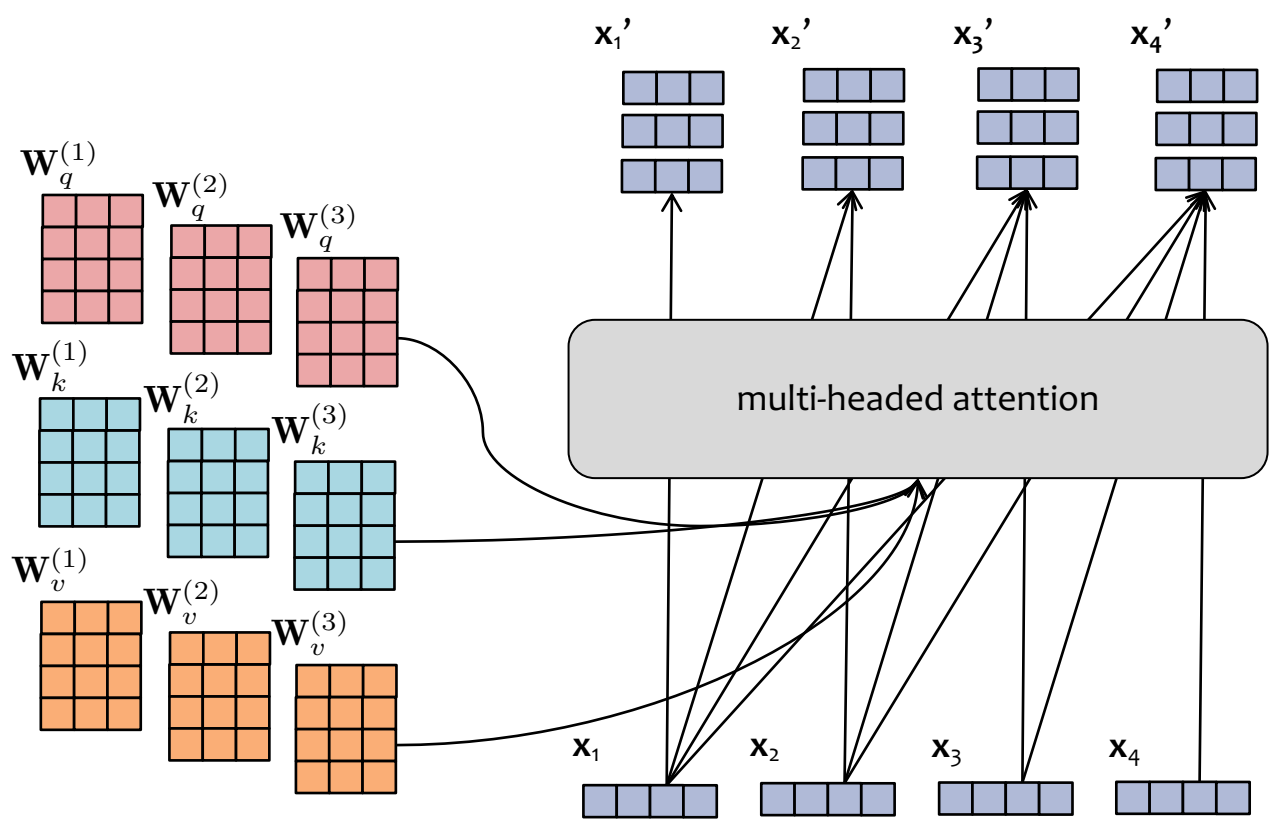 x₁’ x₂’ x₃’ x₄’
W_q^{(1)} W_q^{(2)} W_q^{(3)}
W_k^{(1)} W_k^{(2)} W_k^{(3)}
multi-headed attention
W_v^{(1)} W_v^{(2)} W_v^{(3)}
x₁ x₂ x₃ x₄